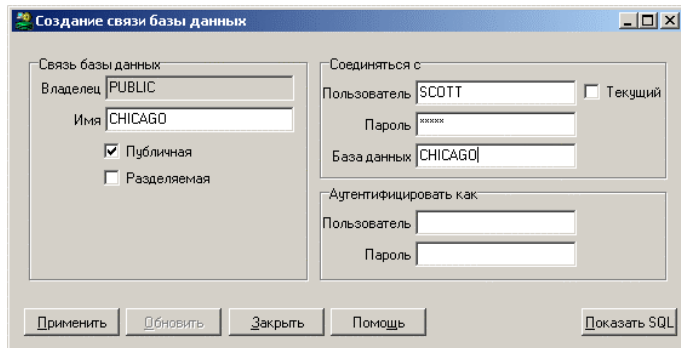 Создание связи базы данных
Связь базы данных
Владелец PUBLIC
Имя CHICAGO
Публичная
Разделяемая
Соединяться с
Пользователь SCOTT Текущий
Пароль *****
База данных CHICAGO
Аутентифицировать как
Пользователь
Пароль
Применить Обновить Закрыть Помощь Показать SQL